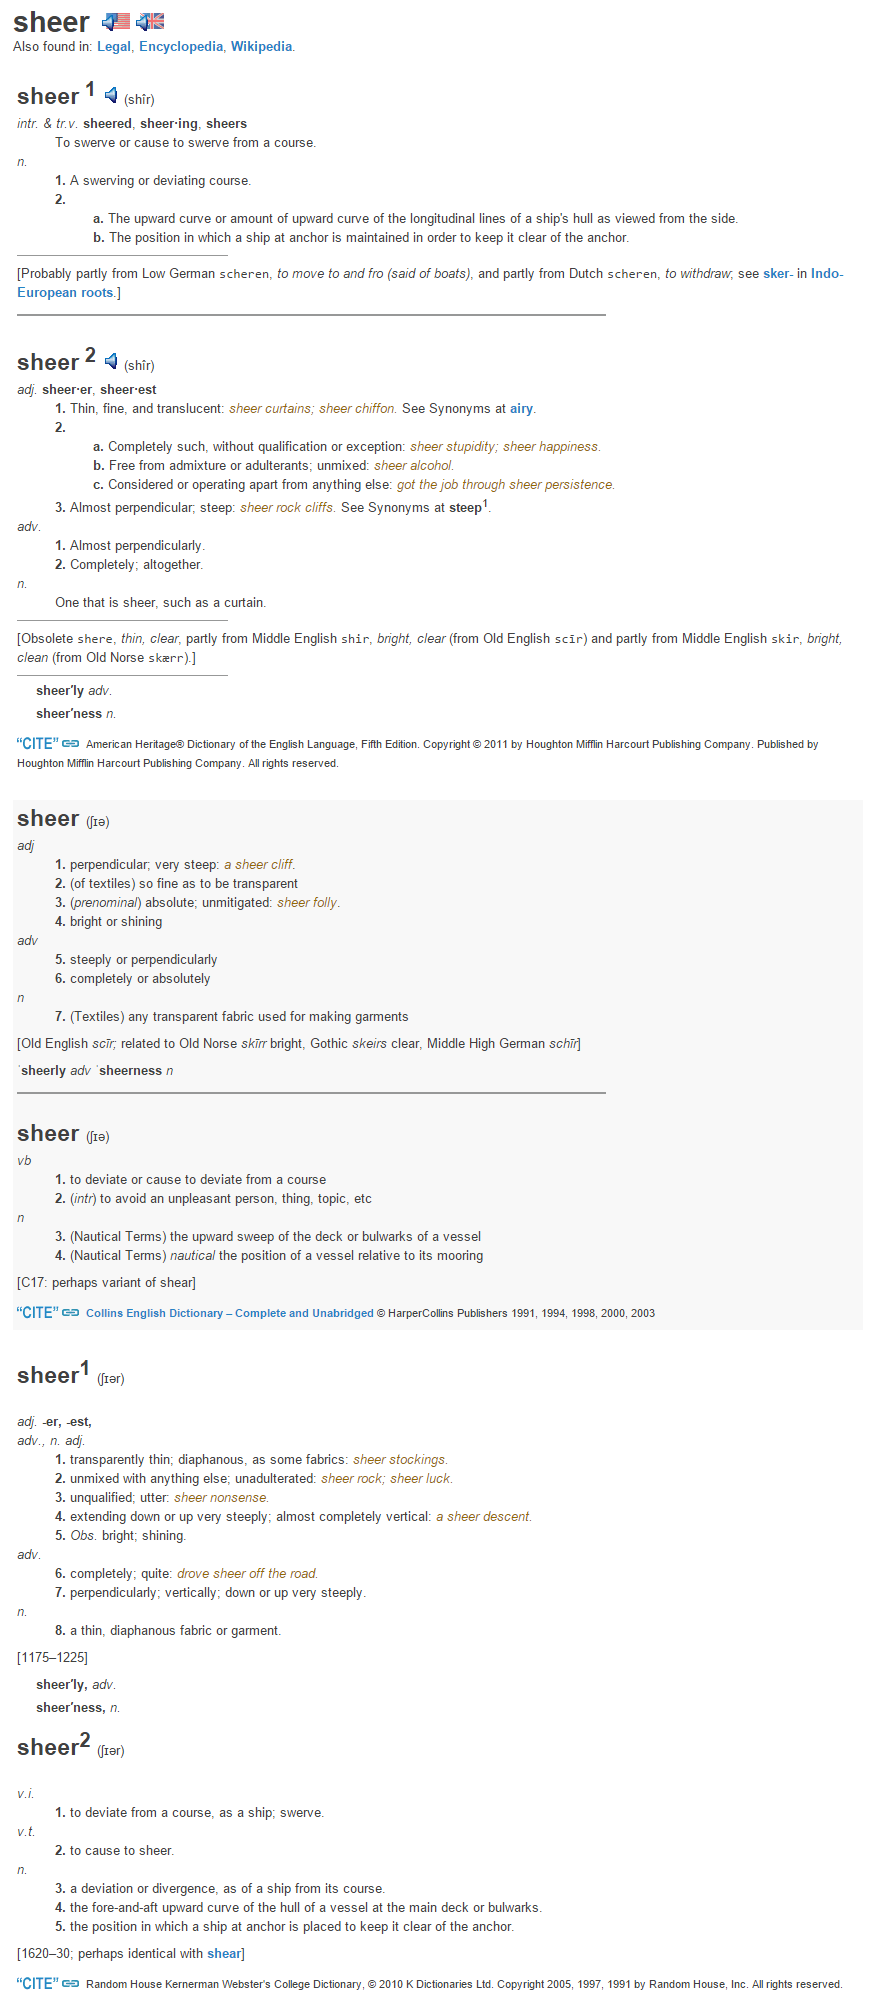 sheer
Also found in: Legal, Encyclopedia, Wikipedia.
sheer 1 (shîr)
intr. & tr.v. sheered, sheer·ing, sheers
To swerve or cause to swerve from a course.
n.
1. A swerving or deviating course.
2.
a. The upward curve or amount of upward curve of the longitudinal lines of a ship's hull as viewed from the side.
b. The position in which a ship at anchor is maintained in order to keep it clear of the anchor.
[Probably partly from Low German scheren, to move to and fro (said of boats), and partly from Dutch scheren, to withdraw; see sker- in Indo-
European roots.]
sheer 2 (shîr)
adj. sheer·er, sheer·est
1. Thin, fine, and translucent: sheer curtains; sheer chiffon. See Synonyms at airy.
2.
a. Completely such, without qualification or exception: sheer stupidity; sheer happiness.
b. Free from admixture or adulterants; unmixed: sheer alcohol.
c. Considered or operating apart from anything else: got the job through sheer persistence.
3. Almost perpendicular; steep: sheer rock cliffs. See Synonyms at steep1.
adv.
1. Almost perpendicularly.
2. Completely; altogether.
n.
One that is sheer, such as a curtain.
[Obsolete shere, thin, clear, partly from Middle English shir, bright, clear (from Old English scīr) and partly from Middle English skir, bright,
clean (from Old Norse skærr).]
sheer′ly adv.
sheer′ness n.
“CITE” American Heritage® Dictionary of the English Language, Fifth Edition. Copyright © 2011 by Houghton Mifflin Harcourt Publishing Company. Published by
Houghton Mifflin Harcourt Publishing Company. All rights reserved.
sheer (ʃɪə)
adj
1. perpendicular; very steep: a sheer cliff.
2. (of textiles) so fine as to be transparent
3. (prenominal) absolute; unmitigated: sheer folly.
4. bright or shining
adv
5. steeply or perpendicularly
6. completely or absolutely
n
7. (Textiles) any transparent fabric used for making garments
[Old English scīr; related to Old Norse skīrr bright, Gothic skeirs clear, Middle High German schīr]
ˈsheerly adv ˈsheerness n
sheer (ʃɪə)
vb
1. to deviate or cause to deviate from a course
2. (intr) to avoid an unpleasant person, thing, topic, etc
n
3. (Nautical Terms) the upward sweep of the deck or bulwarks of a vessel
4. (Nautical Terms) nautical the position of a vessel relative to its mooring
[C17: perhaps variant of shear]
“CITE” Collins English Dictionary – Complete and Unabridged © HarperCollins Publishers 1991, 1994, 1998, 2000, 2003
sheer1 (ʃɪər)
adj. -er, -est,
adv., n. adj.
1. transparently thin; diaphanous, as some fabrics: sheer stockings.
2. unmixed with anything else; unadulterated: sheer rock; sheer luck.
3. unqualified; utter: sheer nonsense.
4. extending down or up very steeply; almost completely vertical: a sheer descent.
5. Obs. bright; shining.
adv.
6. completely; quite: drove sheer off the road.
7. perpendicularly; vertically; down or up very steeply.
n.
8. a thin, diaphanous fabric or garment.
[1175–1225]
sheer′ly, adv.
sheer′ness, n.
sheer2 (ʃɪər)
v.i.
1. to deviate from a course, as a ship; swerve.
v.t.
2. to cause to sheer.
n.
3. a deviation or divergence, as of a ship from its course.
4. the fore-and-aft upward curve of the hull of a vessel at the main deck or bulwarks.
5. the position in which a ship at anchor is placed to keep it clear of the anchor.
[1620–30; perhaps identical with shear]
“CITE” Random House Kernerman Webster's College Dictionary, © 2010 K Dictionaries Ltd. Copyright 2005, 1997, 1991 by Random House, Inc. All rights reserved.